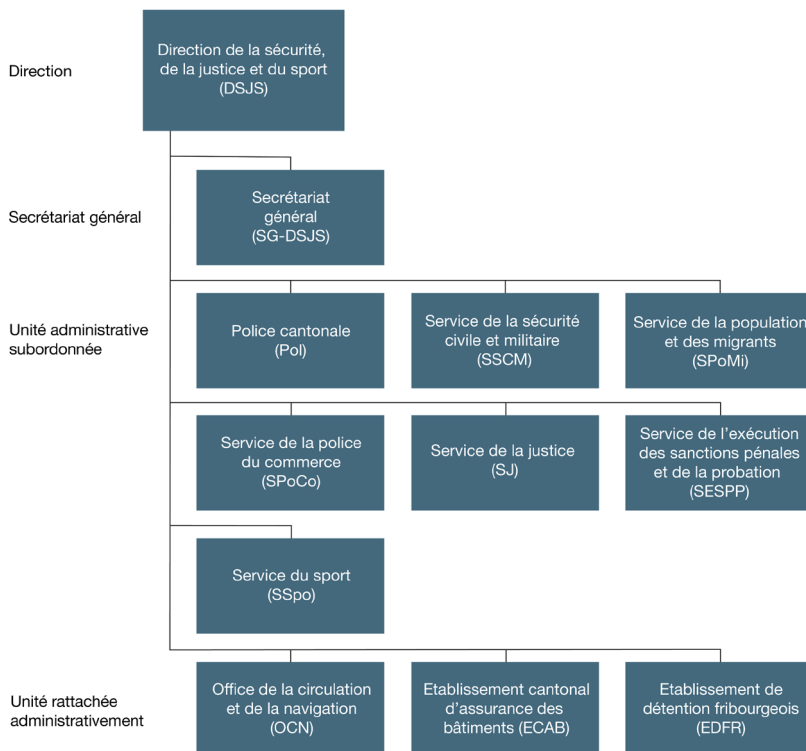 Direction
Direction de la sécurité,
de la justice et du sport
(DSJS)
Secrétariat général
Secrétariat
général
(SG-DSJS)
Unité administrative
subordonnée
Police cantonale
(Pol)
Service de la sécurité
civile et militaire
(SSCM)
Service de la population
et des migrants
(SPoMi)
Service de la police
du commerce
(SPoCo)
Service de la justice
(SJ)
Service de l’exécution
des sanctions pénales
et de la probation
(SESPP)
Service du sport
(SSpo)
Unité rattachée
administrativement
Office de la circulation
et de la navigation
(OCN)
Etablissement cantonal
d’assurance des
bâtiments (ECAB)
Etablissement de
détention fribourgeois
(EDFR)